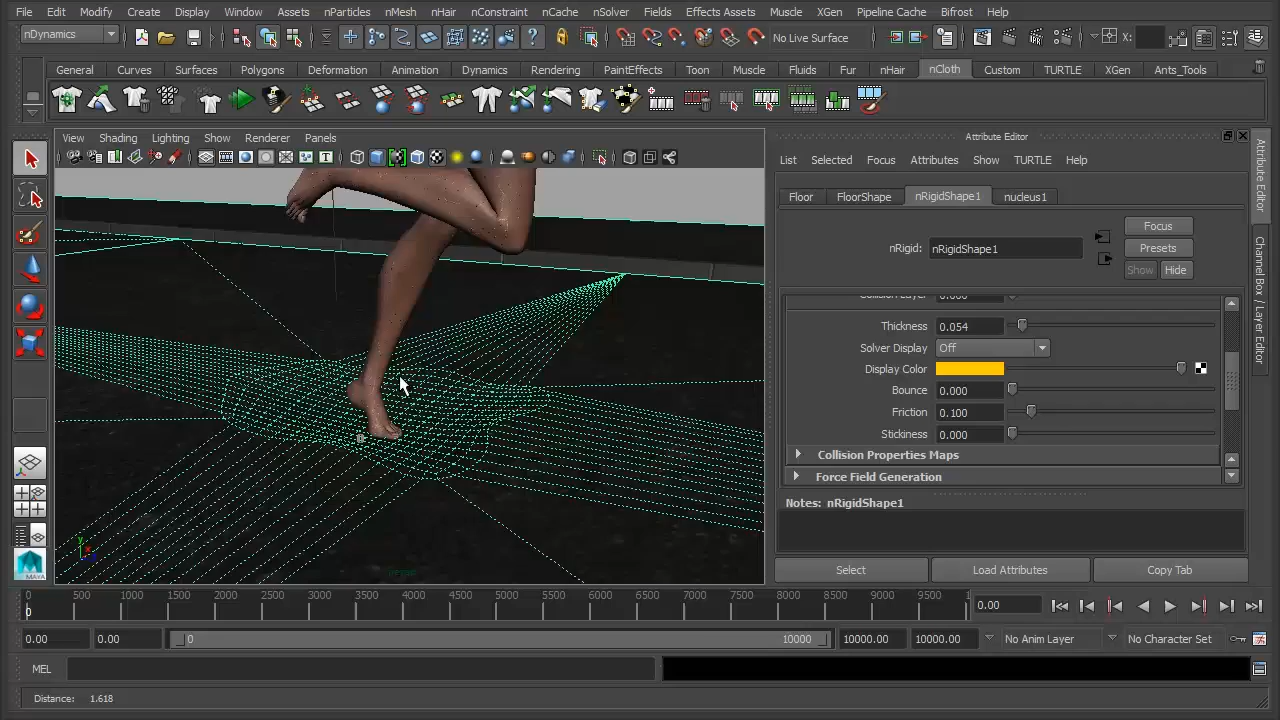 File Edit Modify Create Display Window Assets nParticles nMesh nHair nConstraint nCache nSolver Fields Effects Assets Muscle XGen Pipeline Cache Bifrost Help
nDynamics No Live Surface X:
General Curves Surfaces Polygons Deformation Animation Dynamics Rendering PaintEffects Toon Muscle Fluids Fur nHair nCloth Custom TURTLE XGen Ants_Tools
View Shading Lighting Show Renderer Panels
Attribute Editor
List Selected Focus Attributes Show TURTLE Help
Floor FloorShape nRigidShape1 nucleus1
nRigid: nRigidShape1
Focus
Presets
Show Hide
Collision Layer 0.000
Thickness 0.054
Solver Display Off
Display Color
Bounce 0.000
Friction 0.100
Stickiness 0.000
Collision Properties Maps
Force Field Generation
Notes: nRigidShape1
Select Load Attributes Copy Tab
Attribute Editor
Channel Box / Layer Editor
y
x
MAYA
0 500 1000 1500 2000 2500 3000 3500 4000 4500 5000 5500 6000 6500 7000 7500 8000 8500 9000 9500 1
0
0.00
0.00 0.00 0 10000 10000.00 10000.00 No Anim Layer No Character Set
MEL
Distance: 1.618